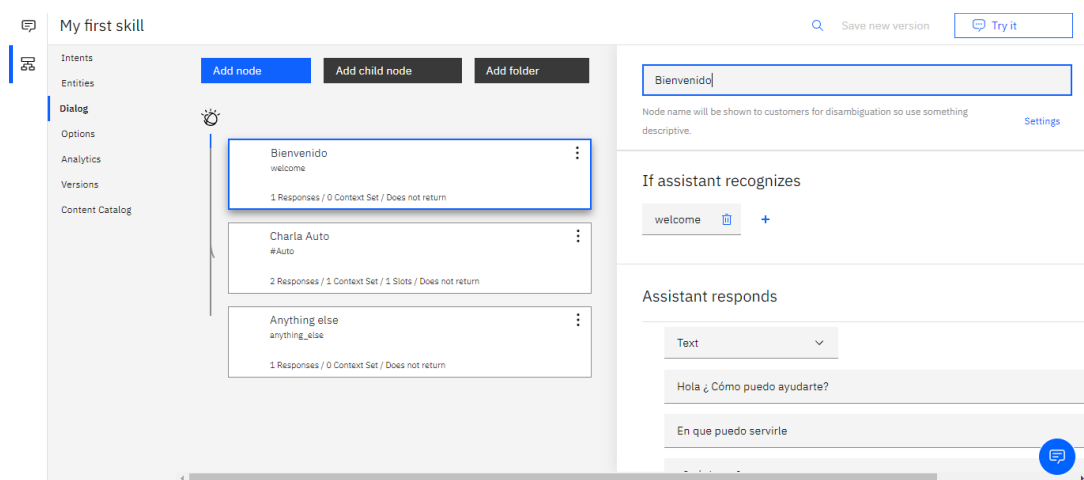 My first skill
Save new version
Try it
Intents
Entities
Dialog
Options
Analytics
Versions
Content Catalog
Add node
Add child node
Add folder
Bienvenido
welcome
1 Responses / 0 Context Set / Does not return
Charla Auto
#Auto
2 Responses / 1 Context Set / 1 Slots / Does not return
Anything else
anything_else
1 Responses / 0 Context Set / Does not return
Bienvenido
Node name will be shown to customers for disambiguation so use something
descriptive.
Settings
If assistant recognizes
welcome
Assistant responds
Text
Hola ¿ Cómo puedo ayudarte?
En que puedo servirle